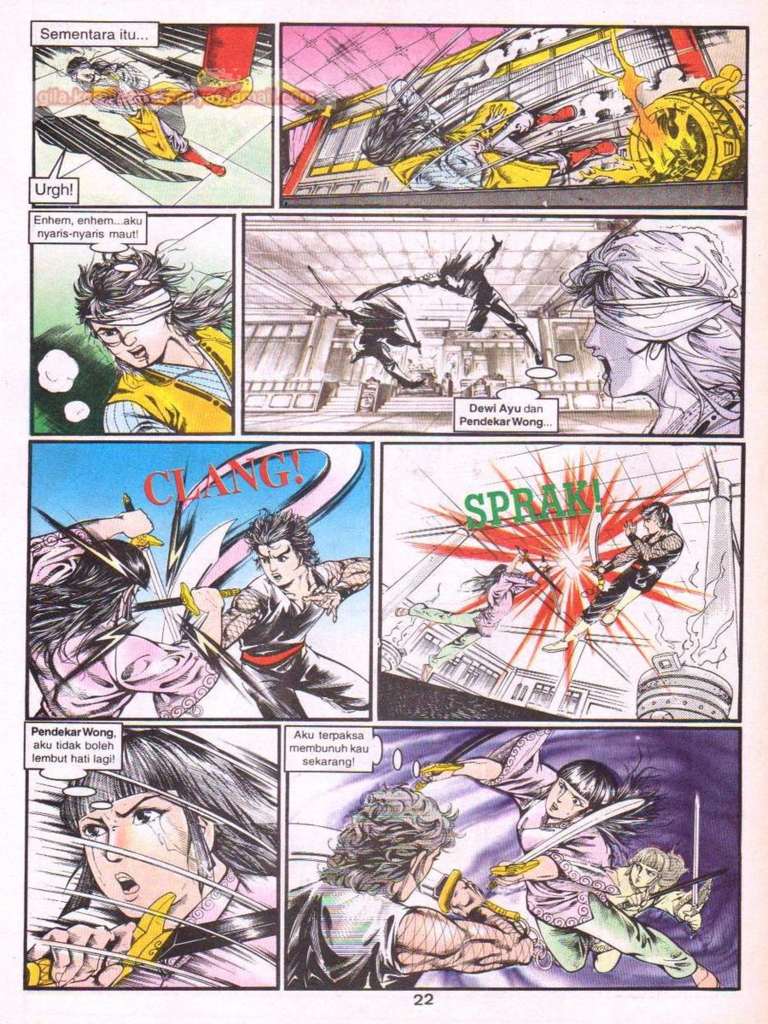 Sementara itu...
Urgh!
Enhem, enhem...aku
nyaris-nyaris maut!
Dewi Ayu dan
Pendekar Wong...
CLANG!
SPRAK!
Pendekar Wong,
aku tidak boleh
lembut hati lagi!
Aku terpaksa
membunuh kau
sekarang!
22